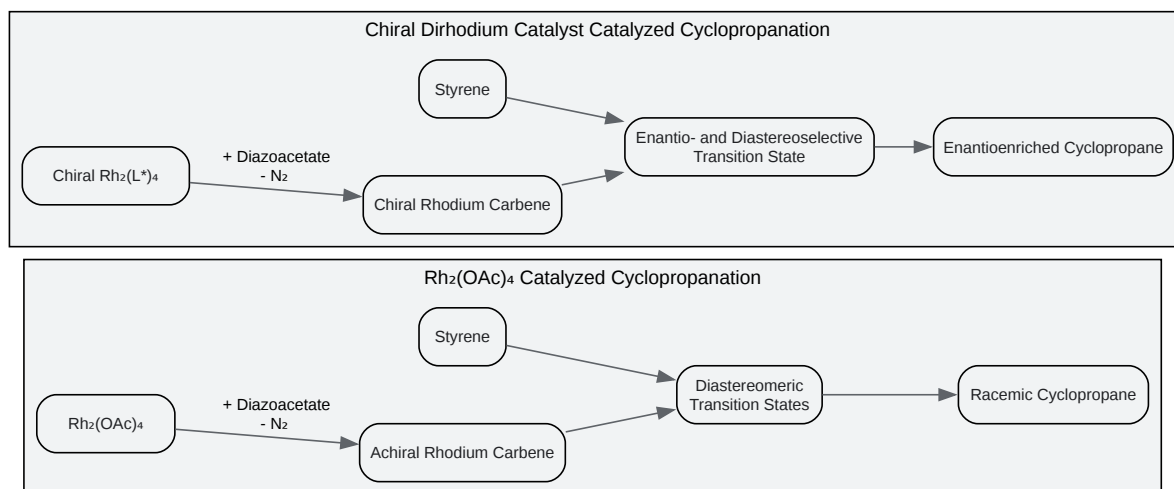 Chiral Dirhodium Catalyst Catalyzed Cyclopropanation
Styrene
+ Diazoacetate
- N₂
Chiral Rh₂(L*)₄
Chiral Rhodium Carbene
Enantio- and Diastereoselective
Transition State
Enantioenriched Cyclopropane
Rh₂(OAc)₄ Catalyzed Cyclopropanation
Styrene
+ Diazoacetate
- N₂
Rh₂(OAc)₄
Achiral Rhodium Carbene
Diastereomeric
Transition States
Racemic Cyclopropane